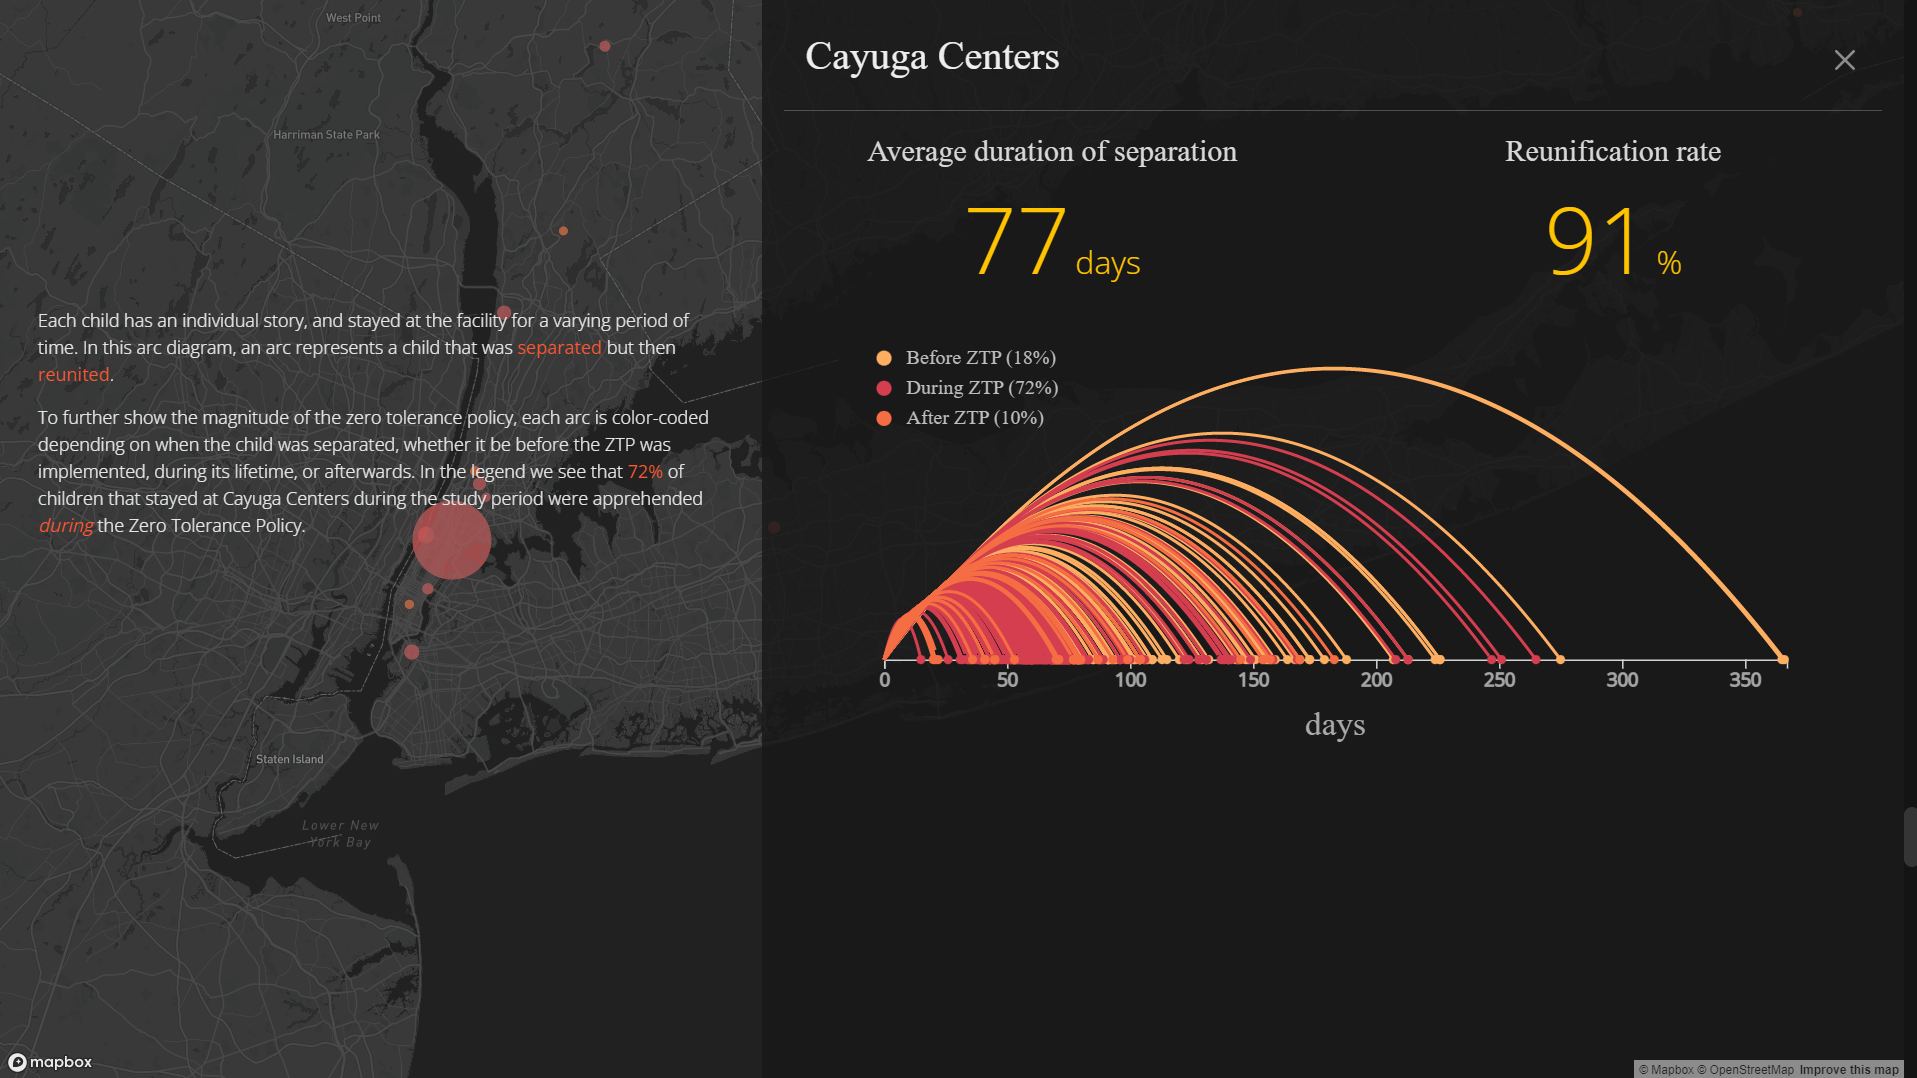 West Point
Harriman State Park
Each child has an individual story, and stayed at the facility for a varying period of
time. In this arc diagram, an arc represents a child that was separated but then
reunited.
To further show the magnitude of the zero tolerance policy, each arc is color-coded
depending on when the child was separated, whether it be before the ZTP was
implemented, during its lifetime, or afterwards. In the legend we see that 72% of
children that stayed at Cayuga Centers during the study period were apprehended
during the Zero Tolerance Policy.
Staten Island
Lower New
York Bay
mapbox
Cayuga Centers
Average duration of separation
77 days
Reunification rate
91 %
Before ZTP (18%)
During ZTP (72%)
After ZTP (10%)
0 50 100 150 200 250 300 350
days
© Mapbox © OpenStreetMap Improve this map